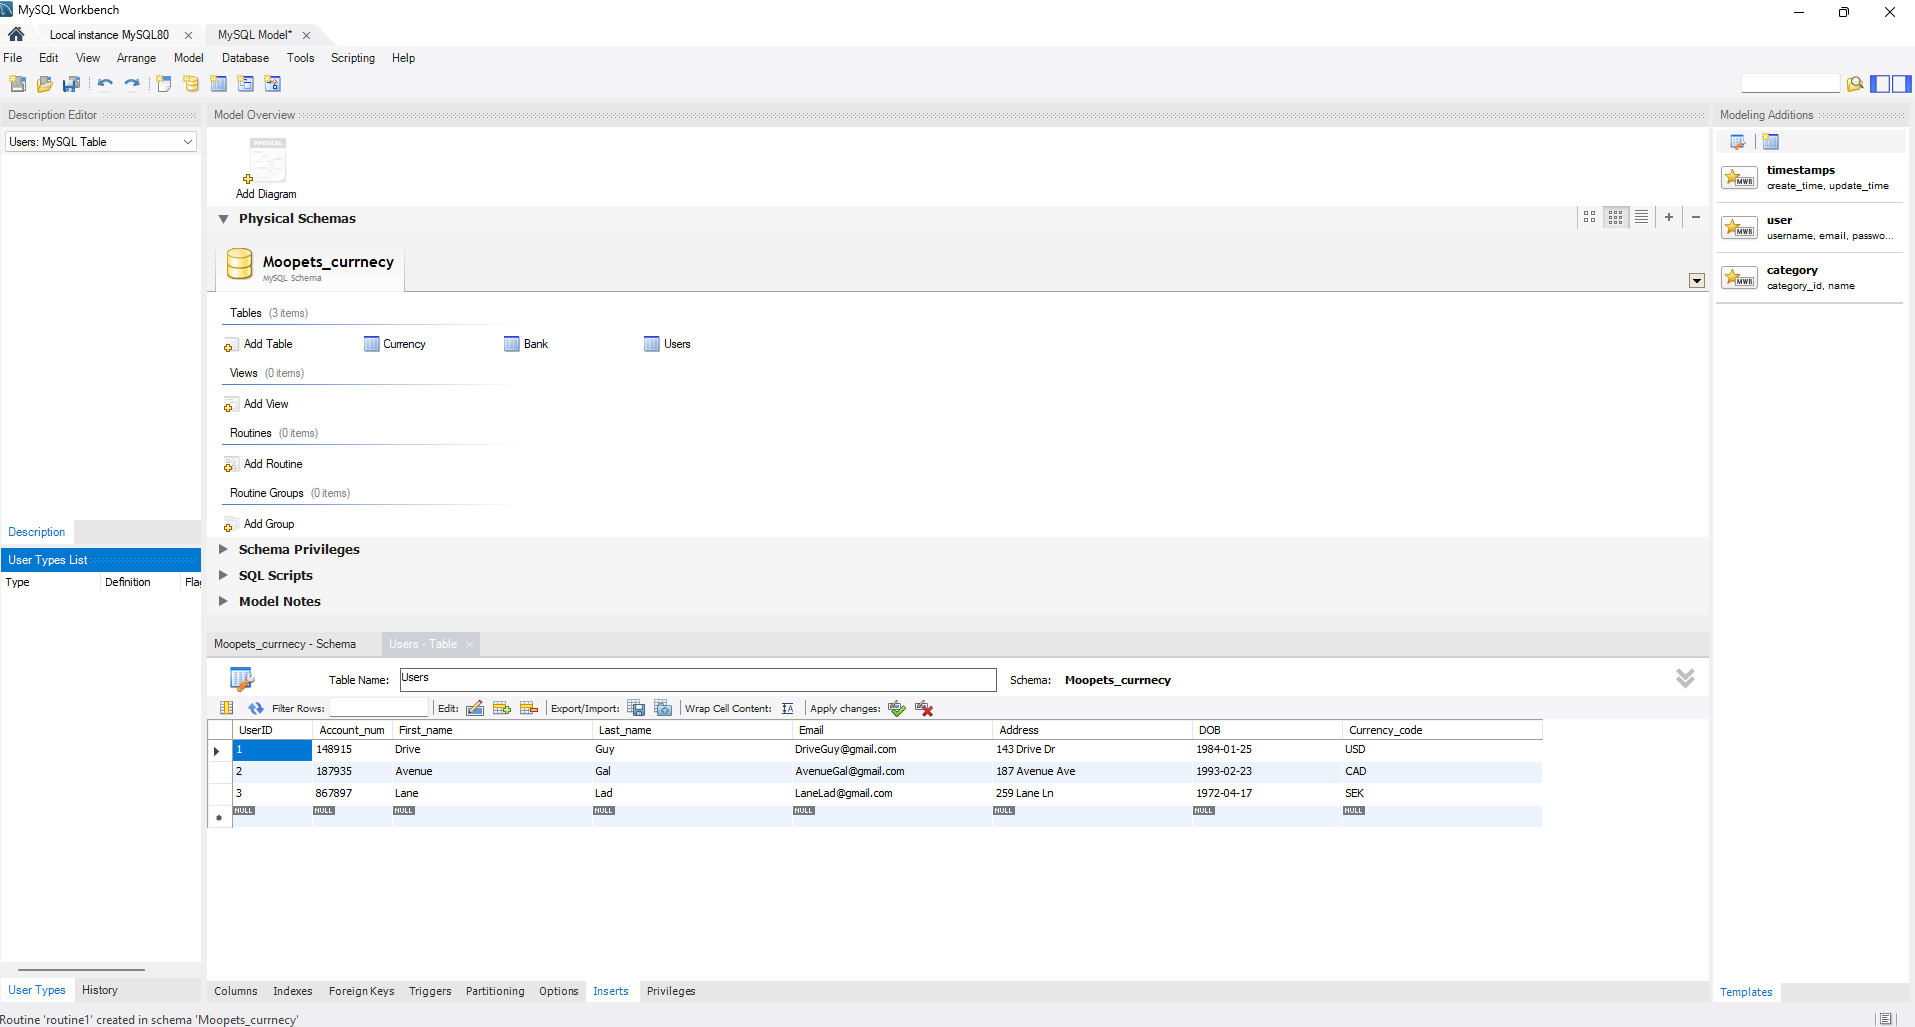 MySQL Workbench
Local instance MySQL80
MySQL Model*
File Edit View Arrange Model Database Tools Scripting Help
Description Editor
Users: MySQL Table
Model Overview
PHYSICAL
Add Diagram
Physical Schemas
Moopets_currnecy
MySQL Schema
Tables (3 items)
Add Table Currency Bank Users
Views (0 items)
Add View
Routines (0 items)
Add Routine
Routine Groups (0 items)
Add Group
Schema Privileges
SQL Scripts
Model Notes
Description
User Types List
Type Definition Flag
User Types History
Moopets_currnecy - Schema Users - Table
Table Name: Users Schema: Moopets_currnecy
Filter Rows: Edit: Export/Import: Wrap Cell Content: Apply changes:
UserID Account_num First_name Last_name Email Address DOB Currency_code
1 148915 Drive Guy DriveGuy@gmail.com 143 Drive Dr 1984-01-25 USD
2 187935 Avenue Gal AvenueGal@gmail.com 187 Avenue Ave 1993-02-23 CAD
3 867897 Lane Lad LaneLad@gmail.com 259 Lane Ln 1972-04-17 SEK
NULL NULL NULL NULL NULL NULL NULL NULL
Columns Indexes Foreign Keys Triggers Partitioning Options Inserts Privileges
Modeling Additions
MWB
timestamps
create_time, update_time
MWB
user
username, email, passwo...
MWB
category
category_id, name
Templates
Routine 'routine1' created in schema 'Moopets_currnecy'